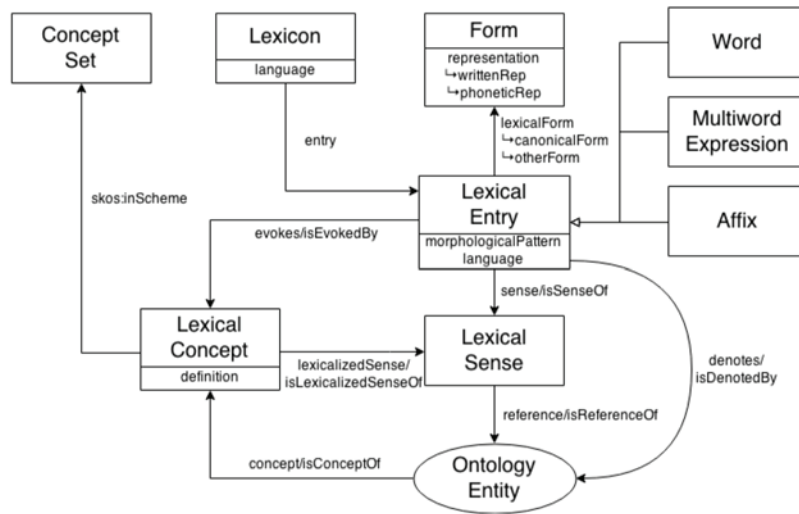 Concept
Set
Lexicon
language
Form
representation
↳writtenRep
↳phoneticRep
Word
lexicalForm
↳canonicalForm
↳otherForm
entry
Multiword
Expression
skos:inScheme
Lexical
Entry
morphologicalPattern
language
Affix
evokes/isEvokedBy
sense/isSenseOf
Lexical
Concept
definition
lexicalizedSense/
isLexicalizedSenseOf
Lexical
Sense
denotes/
isDenotedBy
reference/isReferenceOf
concept/isConceptOf
Ontology
Entity